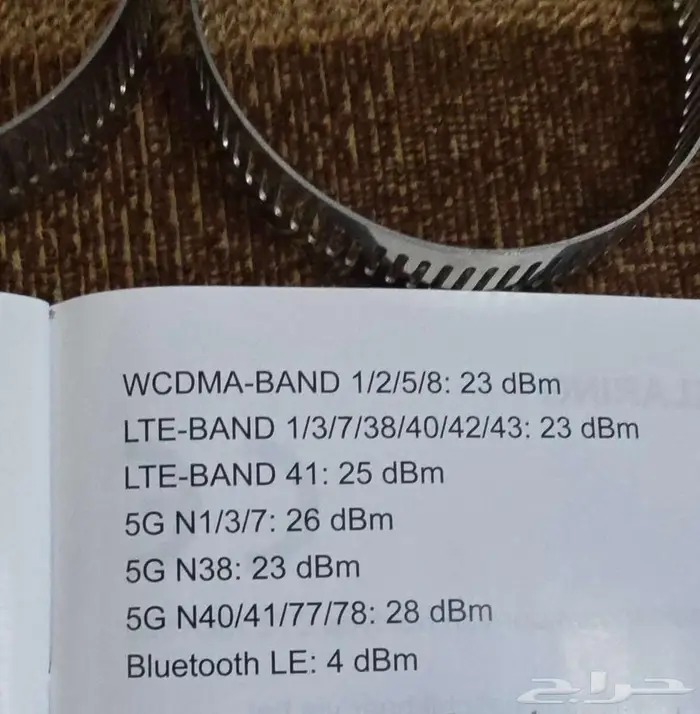 WCDMA-BAND 1/2/5/8: 23 dBm
LTE-BAND 1/3/7/38/40/42/43: 23 dBm
LTE-BAND 41: 25 dBm
5G N1/3/7: 26 dBm
5G N38: 23 dBm
5G N40/41/77/78: 28 dBm
Bluetooth LE: 4 dBm
حراج